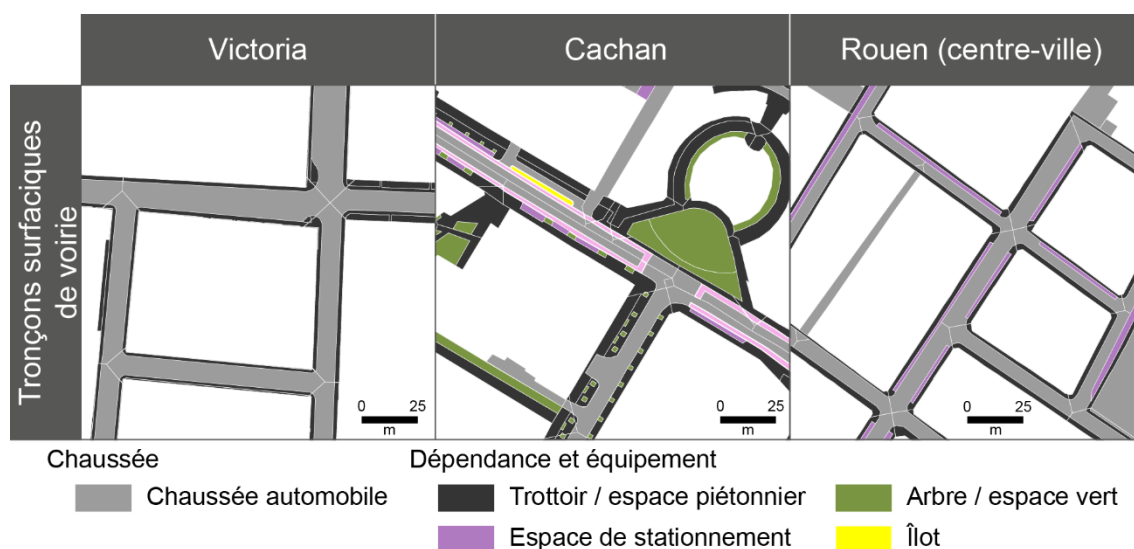 Victoria
Cachan
Rouen (centre-ville)
Tronçons surfaciques
de voirie
0 25
m
0 25
m
0 25
m
Chaussée
Dépendance et équipement
Chaussée automobile
Trottoir / espace piétonnier
Arbre / espace vert
Espace de stationnement
Îlot